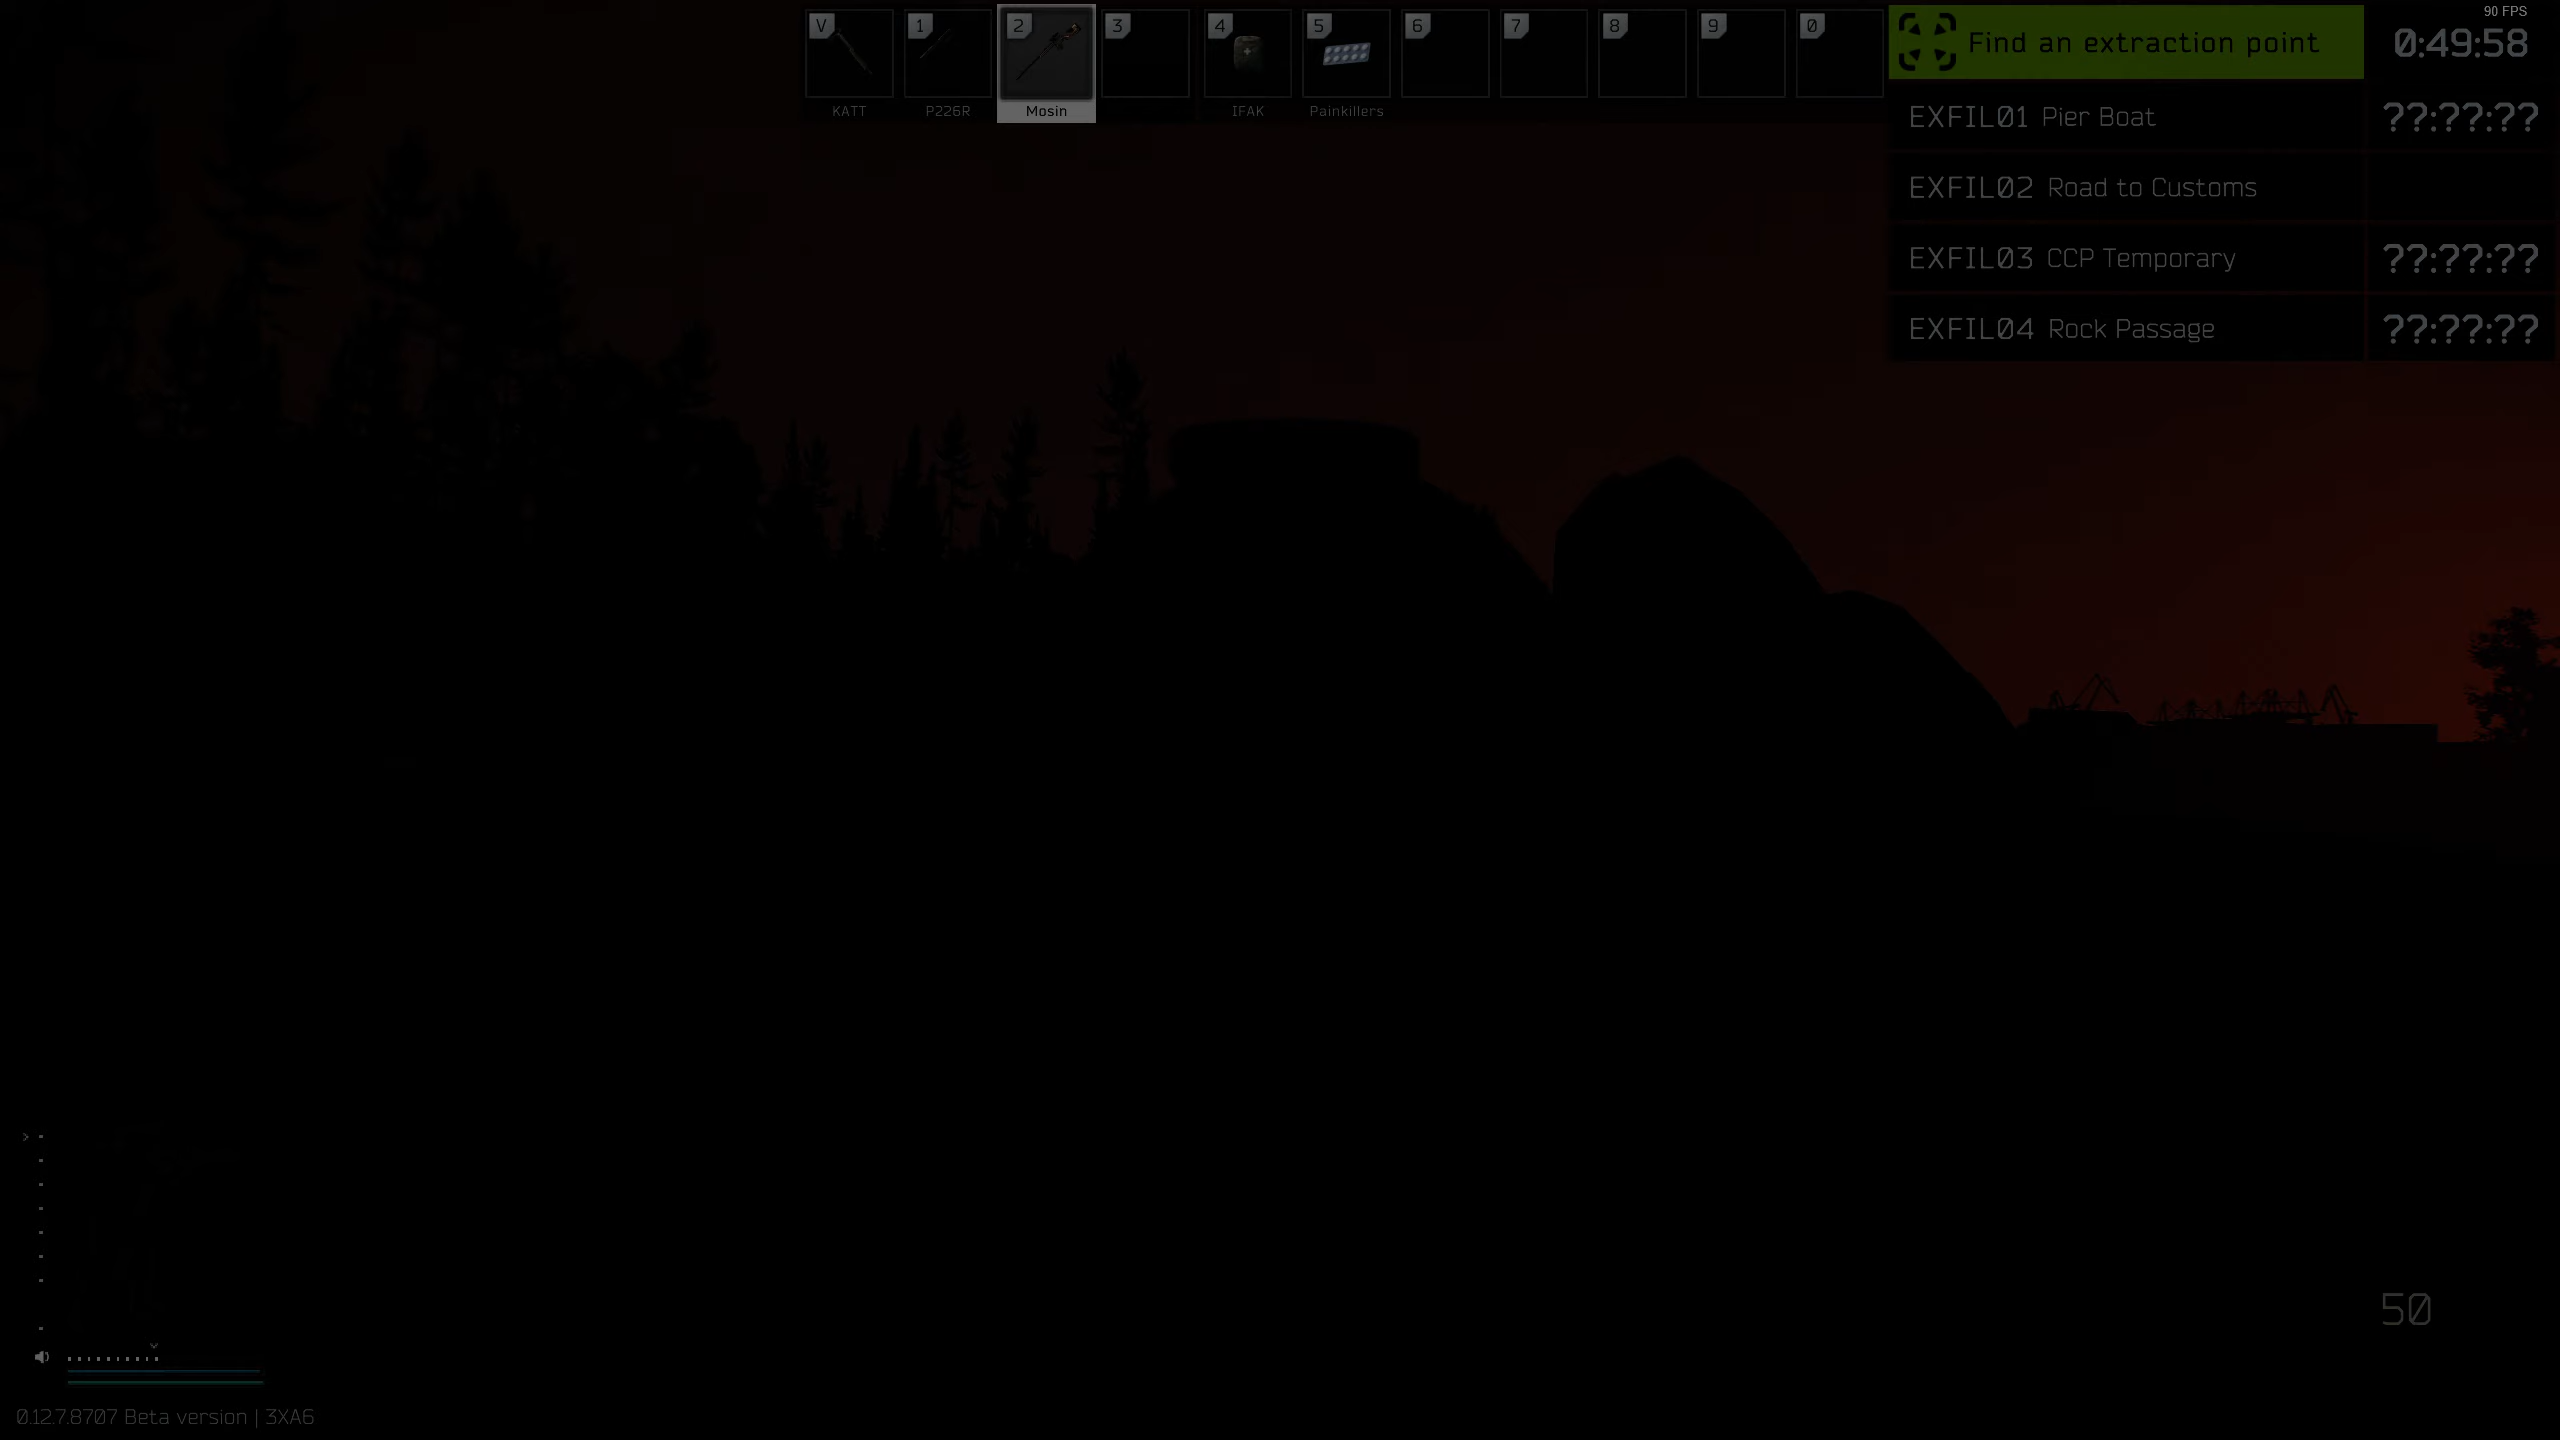 90 FPS
V 1 2 3 4 5 6 7 8 9 0
KATT P226R Mosin IFAK Painkillers
Find an extraction point 0:49:58
EXFIL01 Pier Boat ??:??:??
EXFIL02 Road to Customs
EXFIL03 CCP Temporary ??:??:??
EXFIL04 Rock Passage ??:??:??
50
0.12.7.8707 Beta version | 3XA6